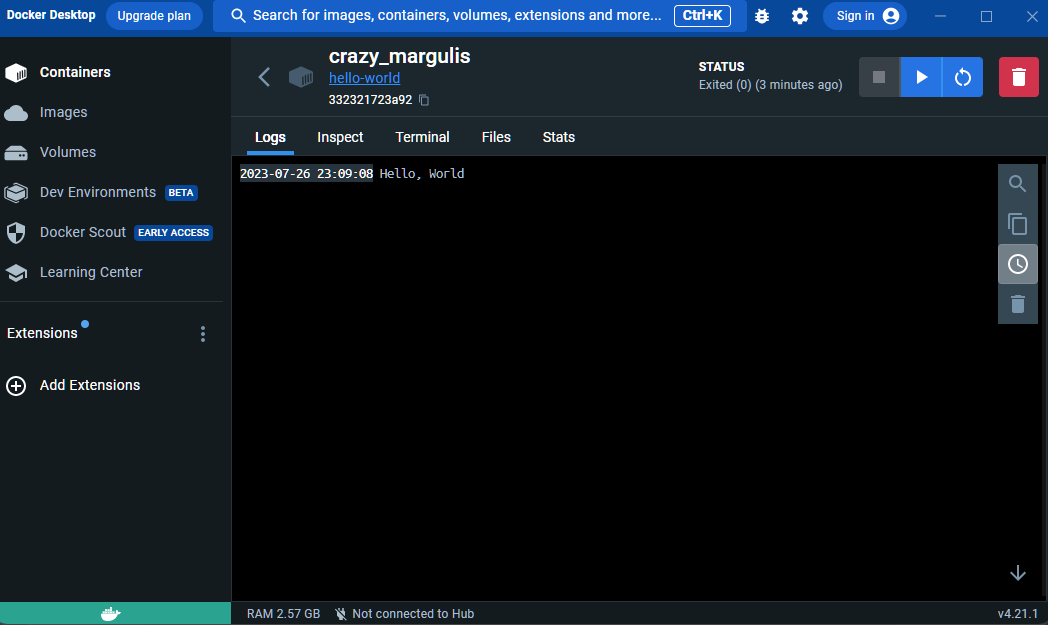 Docker Desktop Upgrade plan Search for images, containers, volumes, extensions and more... Ctrl+K Sign in
Containers
Images
Volumes
Dev Environments BETA
Docker Scout EARLY ACCESS
Learning Center
Extensions
Add Extensions
crazy_margulis
hello-world
332321723a92
STATUS
Exited (0) (3 minutes ago)
Logs Inspect Terminal Files Stats
2023-07-26 23:09:08 Hello, World
RAM 2.57 GB Not connected to Hub v4.21.1